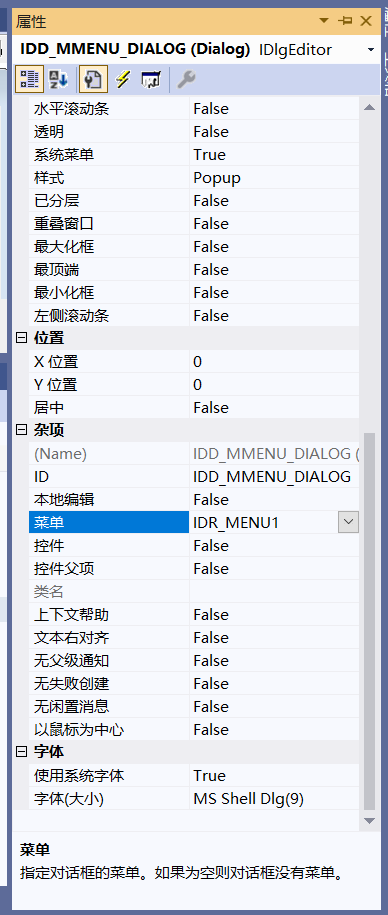 属性
IDD_MMENU_DIALOG (Dialog) IDlgEditor
水平滚动条 False
透明 False
系统菜单 True
样式 Popup
已分层 False
重叠窗口 False
最大化框 False
最顶端 False
最小化框 False
左侧滚动条 False
位置
X 位置 0
Y 位置 0
居中 False
杂项
(Name) IDD_MMENU_DIALOG (
ID IDD_MMENU_DIALOG
本地编辑 False
菜单 IDR_MENU1
控件 False
控件父项 False
类名
上下文帮助 False
文本右对齐 False
无父级通知 False
无失败创建 False
无闲置消息 False
以鼠标为中心 False
字体
使用系统字体 True
字体(大小) MS Shell Dlg(9)
菜单
指定对话框的菜单。如果为空则对话框没有菜单。